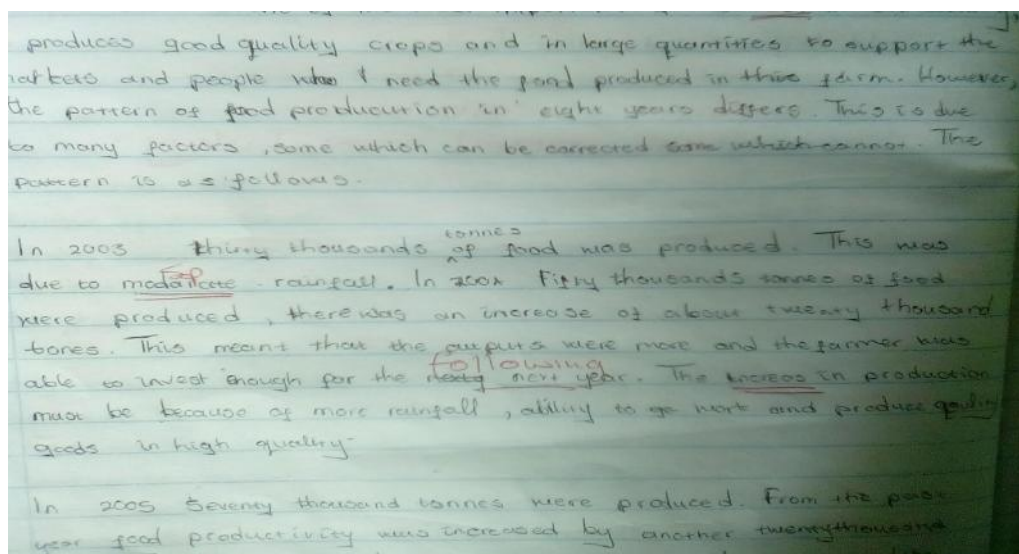 produces good quality crops and in large quantities to support the
markets and people who need the food produced in this farm. However,
the pattern of food producution in eight years differs. This is due
to many factors, some which can be corrected some which cannot. The
pattern is as follows.
In 2003 thirty thousands tonnes of food was produced. This was
due to rainfall. In 2004 Fifty thousands tonnes of food
were produced, there was an increase of about twenty thousand
tones. This meant that the outputs were more and the farmer was
following
able to invest enough for the next year. The increas in production
must be because of more rainfall, ability to go work and produce
goods in high quality.
In 2005 Seventy thousand tonnes were produced. From the past
year food productivity was increased by another twenty thousand